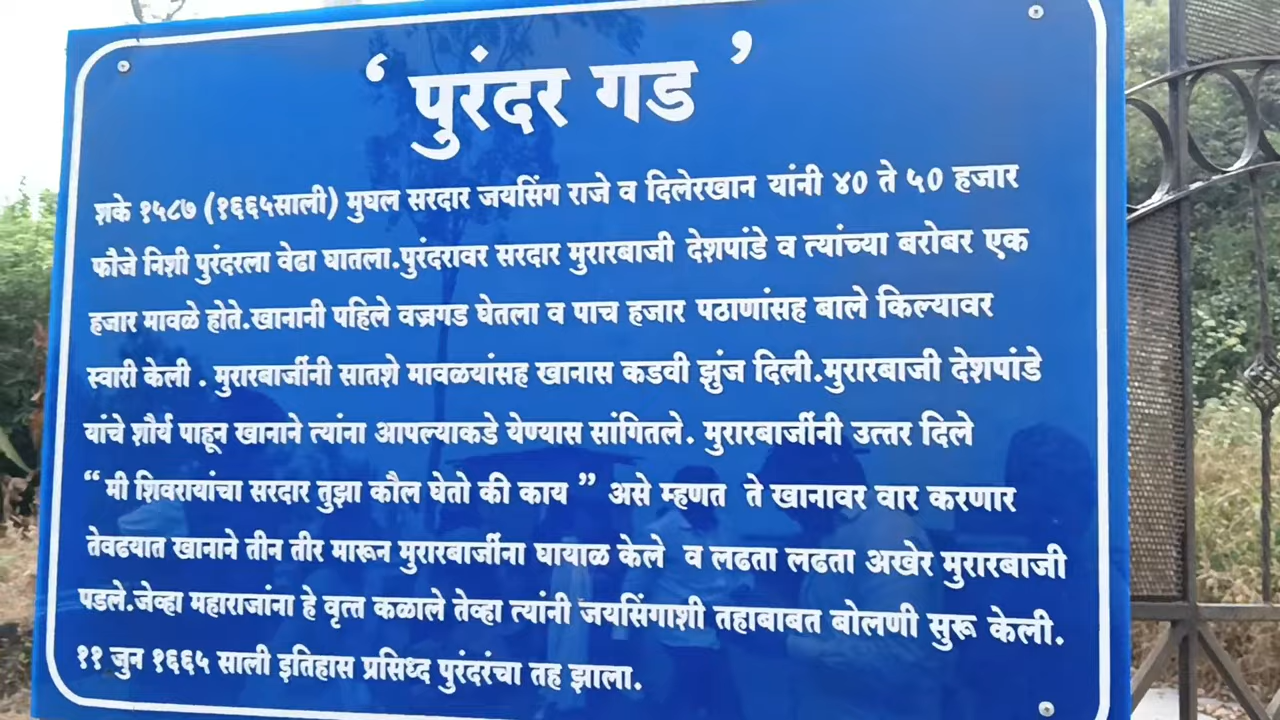 ‘ पुरंदर गड ’
शके १५८७ (१६६५साली) मुघल सरदार जयसिंग राजे व दिलेरखान यांनी ४० ते ५० हजार
फौजे निशी पुरंदरला वेढा घातला.पुरंदरावर सरदार मुरारबाजी देशपांडे व त्यांच्या बरोबर एक
हजार मावळे होते.खानानी पहिले वज्रगड घेतला व पाच हजार पठाणांसह बाले किल्यावर
स्वारी केली . मुरारबार्जीनी सातशे मावळयांसह खानास कडवी झुंज दिली.मुरारबाजी देशपांडे
यांचे शौर्य पाहून खानाने त्यांना आपल्याकडे येण्यास सांगितले. मुरारबार्जीनी उत्तर दिले
“ मी शिवरायांचा सरदार तुझा कौल घेतो की काय ” असे म्हणत ते खानावर वार करणार
तेवढयात खानाने तीन तीर मारून मुरारबार्जीना घायाळ केले व लढता लढता अखेर मुरारबाजी
पडले.जेव्हा महाराजांना हे वृत्त कळाले तेव्हा त्यांनी जयसिंगाशी तहाबाबत बोलणी सुरू केली.
११ जुन १६६५ साली इतिहास प्रसिध्द पुरंदरंचा तह झाला.